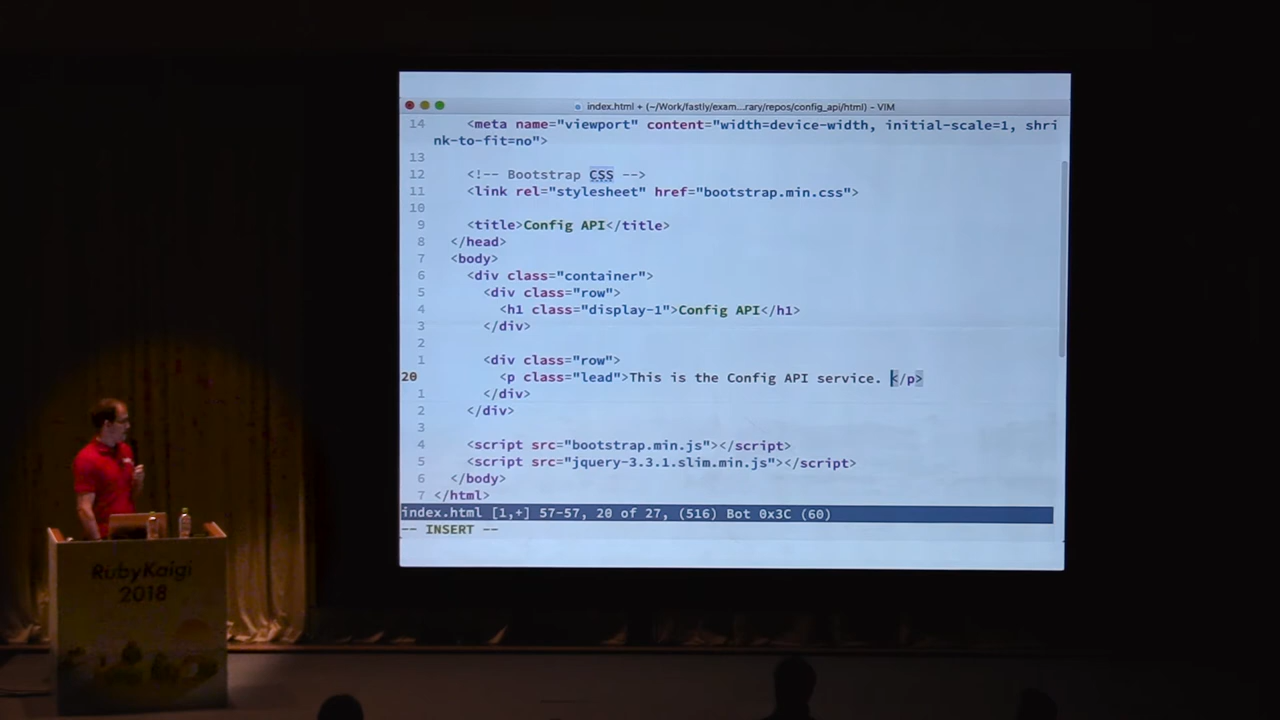 index.html + (~/Work/fastly/exam...rary/repos/config_api/html) - VIM
14 <meta name="viewport" content="width=device-width, initial-scale=1, shri
nk-to-fit=no">
13
12 <!-- Bootstrap CSS -->
11 <link rel="stylesheet" href="bootstrap.min.css">
10
9 <title>Config API</title>
8 </head>
7 <body>
6 <div class="container">
5 <div class="row">
4 <h1 class="display-1">Config API</h1>
3 </div>
2
1 <div class="row">
20 <p class="lead">This is the Config API service. </p>
1 </div>
2 </div>
3
4 <script src="bootstrap.min.js"></script>
5 <script src="jquery-3.3.1.slim.min.js"></script>
6 </body>
7 </html>
index.html [1,+] 57-57, 20 of 27, (516) Bot 0x3C (60)
-- INSERT --
RubyKaigi
2018